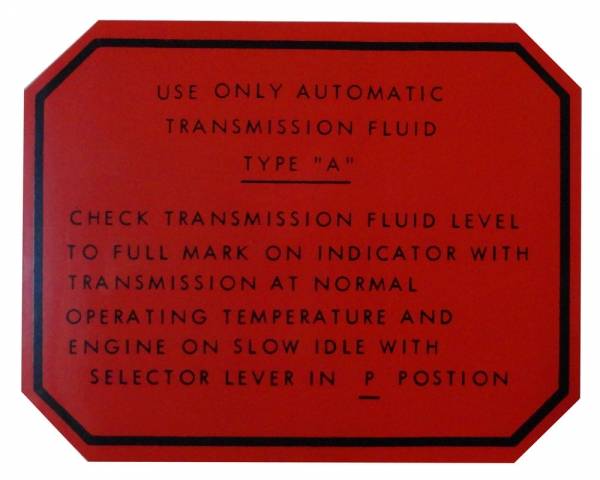 USE ONLY AUTOMATIC
TRANSMISSION FLUID
TYPE "A"
CHECK TRANSMISSION FLUID LEVEL
TO FULL MARK ON INDICATOR WITH
TRANSMISSION AT NORMAL
OPERATING TEMPERATURE AND
ENGINE ON SLOW IDLE WITH
SELECTOR LEVER IN P POSTION